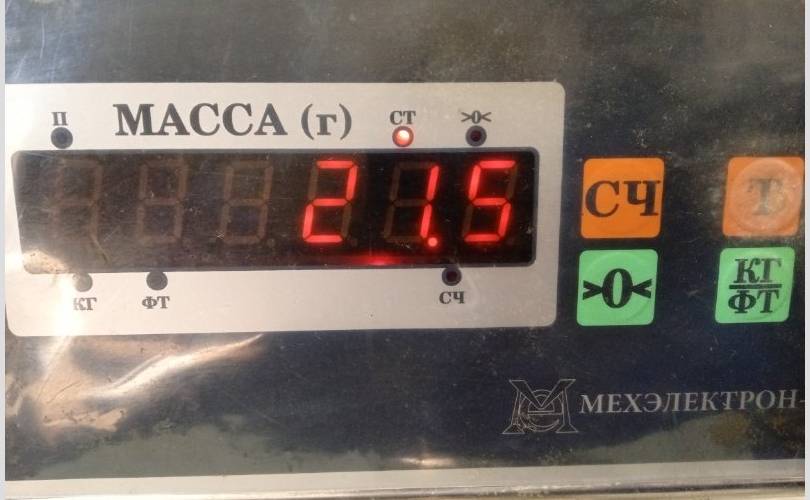 П МАССА (г) СТ >0<
21.5
КГ ФТ СЧ
СЧ Т
>0< КГ
ФТ
МЕХЭЛЕКТРОН-